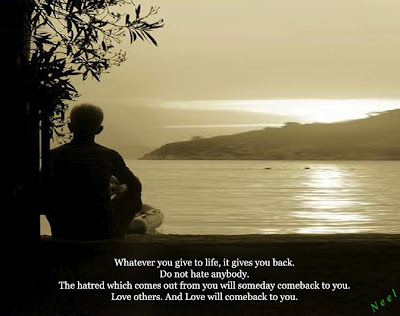 Whatever you give to life, it gives you back.
Do not hate anybody.
The hatred which comes out from you will someday comeback to you.
Love others. And Love will comeback to you.
Neel